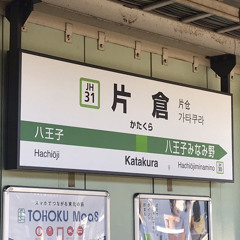 JH
31
片倉
かたくら
片仓
가타쿠라
八王子
Hachiōji
Katakura
八王子みなみ野
Hachiōjiminamino
TOHOKU MaaS